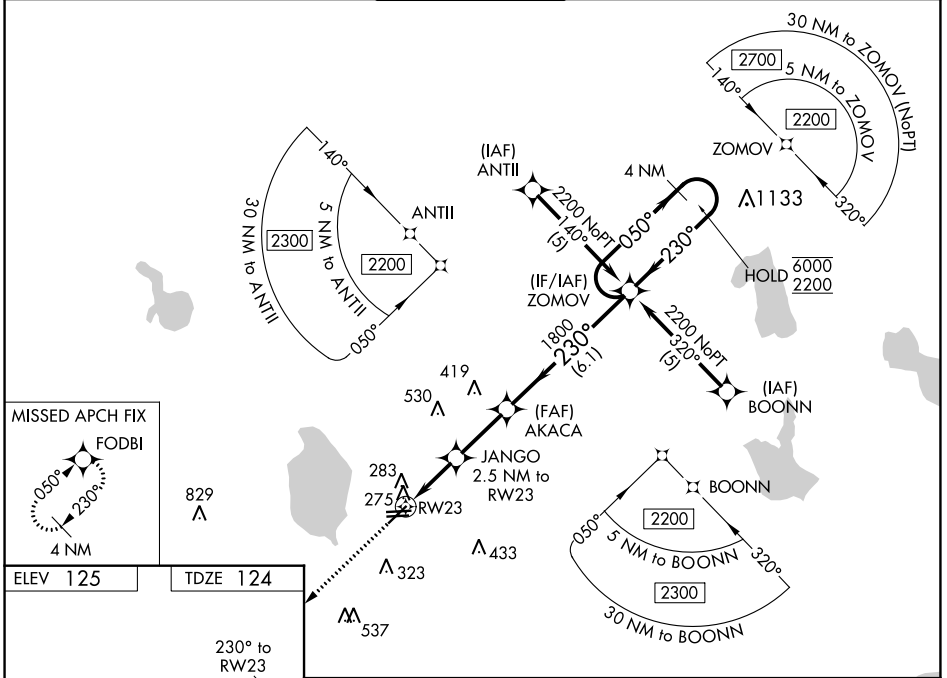 30 NM to ZOMOV (NoPT)
2700
5 NM to ZOMOV
140°
2200
ZOMOV
320°
(IAF)
ANTII
4 NM
1133
2200 NoPT
140°
(5)
050°
230°
HOLD 6000
2200
140°
ANTII
2300
5 NM to ANTII
30 NM to ANTII
2200
050°
(IF/IAF)
ZOMOV
2200 NoPT
320°
(5)
1800
230°
(6.1)
(IAF)
BOONN
419
530
(FAF)
AKACA
MISSED APCH FIX
FODBI
050°
230°
4 NM
829
JANGO
2.5 NM to
RW23
283
275
RW23
BOONN
2200
050°
5 NM to BOONN
320°
2300
30 NM to BOONN
433
323
537
ELEV 125
TDZE 124
230° to
RW23